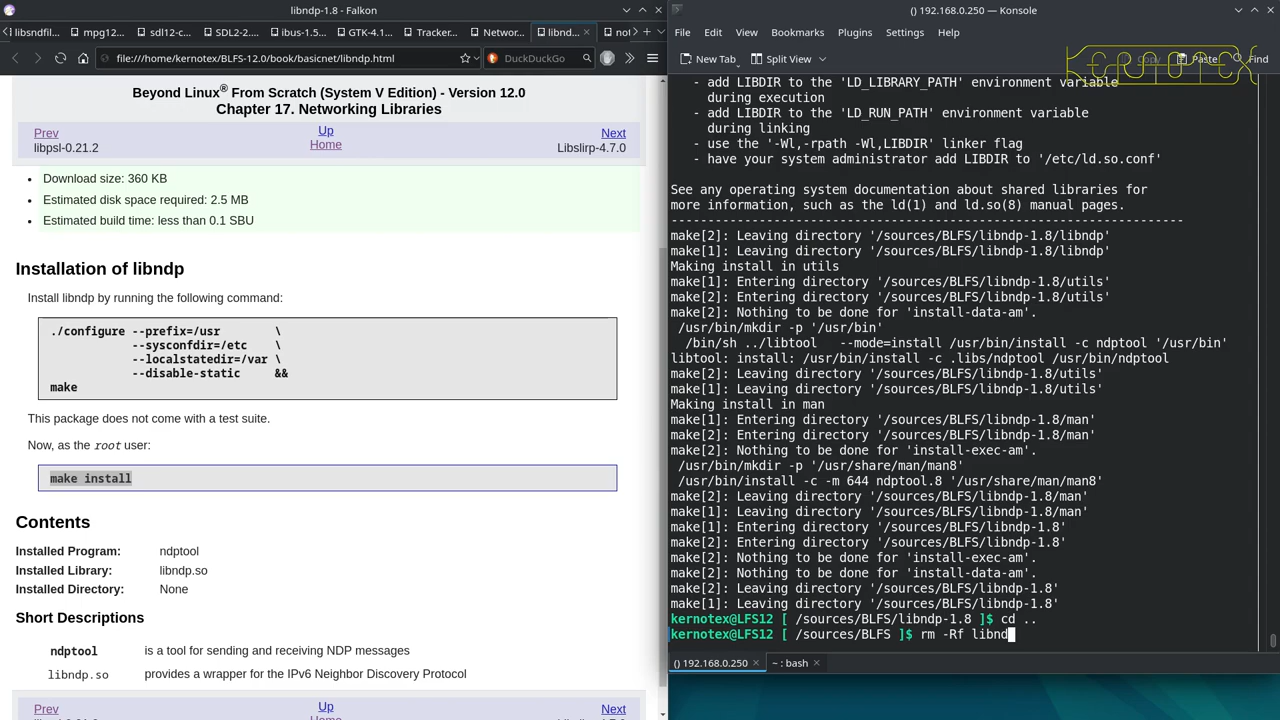 libndp-1.8 - Falkon
libsndfil...
mpg12...
sdl12-c...
SDL2-2...
ibus-1.5...
GTK-4.1...
Tracker...
Networ...
libnd...
file:///home/kernotex/BLFS-12.0/book/basicnet/libndp.html
DuckDuckGo
Beyond Linux® From Scratch (System V Edition) - Version 12.0
Chapter 17. Networking Libraries
Prev Up Next
libpsl-0.21.2 Home Libslirp-4.7.0
• Download size: 360 KB
• Estimated disk space required: 2.5 MB
• Estimated build time: less than 0.1 SBU
Installation of libndp
Install libndp by running the following command:
./configure --prefix=/usr \
--sysconfdir=/etc \
--localstatedir=/var \
--disable-static &&
make
This package does not come with a test suite.
Now, as the root user:
make install
Contents
Installed Program: ndptool
Installed Library: libndp.so
Installed Directory: None
Short Descriptions
ndptool is a tool for sending and receiving NDP messages
libndp.so provides a wrapper for the IPv6 Neighbor Discovery Protocol
Prev Up Next
() 192.168.0.250 — Konsole
File Edit View Bookmarks Plugins Settings Help
New Tab Split View Copy Paste Find
kernotex
- add LIBDIR to the 'LD_LIBRARY_PATH' environment variable
during execution
- add LIBDIR to the 'LD_RUN_PATH' environment variable
during linking
- use the '-Wl,-rpath -Wl,LIBDIR' linker flag
- have your system administrator add LIBDIR to '/etc/ld.so.conf'
See any operating system documentation about shared libraries for
more information, such as the ld(1) and ld.so(8) manual pages.
----------------------------------------------------------------------
make[2]: Leaving directory '/sources/BLFS/libndp-1.8/libndp'
make[1]: Leaving directory '/sources/BLFS/libndp-1.8/libndp'
Making install in utils
make[1]: Entering directory '/sources/BLFS/libndp-1.8/utils'
make[2]: Entering directory '/sources/BLFS/libndp-1.8/utils'
make[2]: Nothing to be done for 'install-data-am'.
/usr/bin/mkdir -p '/usr/bin'
/bin/sh ../libtool --mode=install /usr/bin/install -c ndptool '/usr/bin'
libtool: install: /usr/bin/install -c .libs/ndptool /usr/bin/ndptool
make[2]: Leaving directory '/sources/BLFS/libndp-1.8/utils'
make[1]: Leaving directory '/sources/BLFS/libndp-1.8/utils'
Making install in man
make[1]: Entering directory '/sources/BLFS/libndp-1.8/man'
make[2]: Entering directory '/sources/BLFS/libndp-1.8/man'
make[2]: Nothing to be done for 'install-exec-am'.
/usr/bin/mkdir -p '/usr/share/man/man8'
/usr/bin/install -c -m 644 ndptool.8 '/usr/share/man/man8'
make[2]: Leaving directory '/sources/BLFS/libndp-1.8/man'
make[1]: Leaving directory '/sources/BLFS/libndp-1.8/man'
make[1]: Entering directory '/sources/BLFS/libndp-1.8'
make[2]: Entering directory '/sources/BLFS/libndp-1.8'
make[2]: Nothing to be done for 'install-exec-am'.
make[2]: Nothing to be done for 'install-data-am'.
make[2]: Leaving directory '/sources/BLFS/libndp-1.8'
make[1]: Leaving directory '/sources/BLFS/libndp-1.8'
kernotex@LFS12 [ /sources/BLFS/libndp-1.8 ]$ cd ..
kernotex@LFS12 [ /sources/BLFS ]$ rm -Rf libnd
() 192.168.0.250
~ : bash